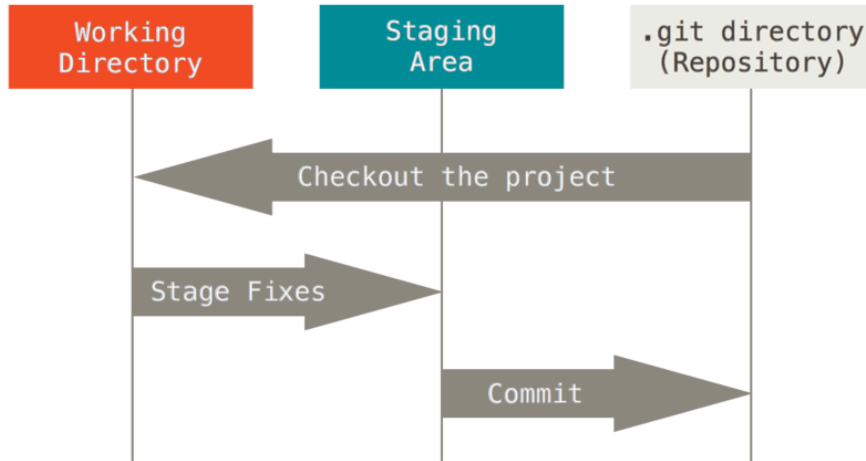 Working
Directory
Staging
Area
.git directory
(Repository)
Checkout the project
Stage Fixes
Commit